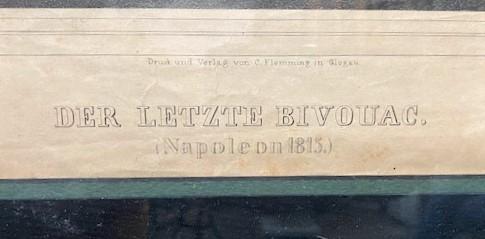 Druck und Verlag von C. Flemming in Glogau.
DER LETZTE BIVOUAC.
(Napoleon 1815.)